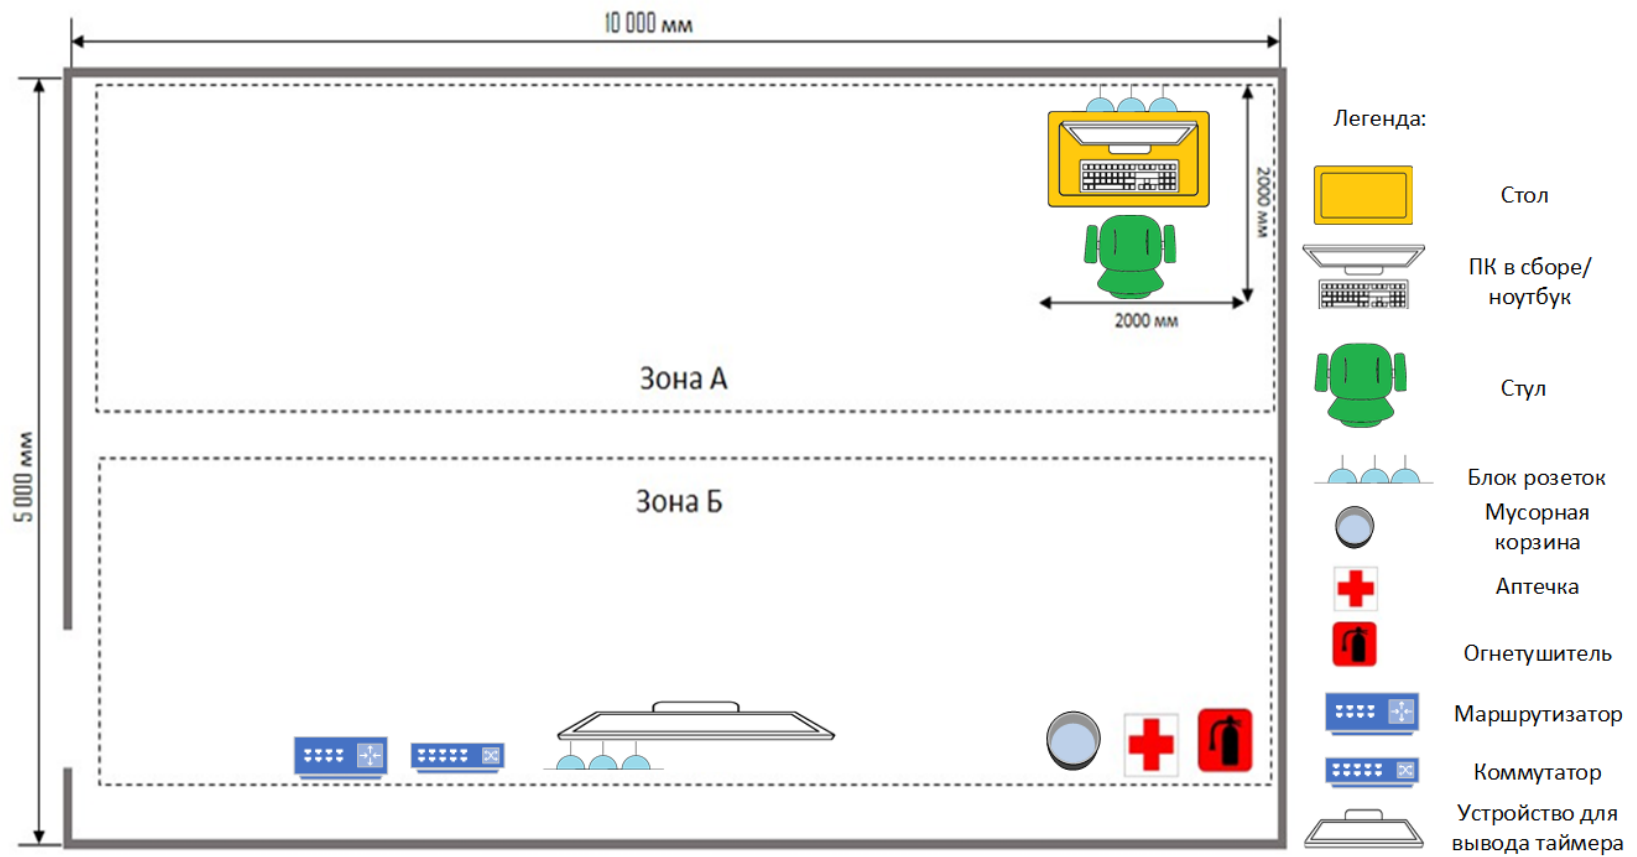 10 000 мм
5 000 мм
2000 мм
2000 мм
Зона А
Зона Б
Легенда:
Стол
ПК в сборе/
ноутбук
Стул
Блок розеток
Мусорная
корзина
Аптечка
Огнетушитель
Маршрутизатор
Коммутатор
Устройство для
вывода таймера